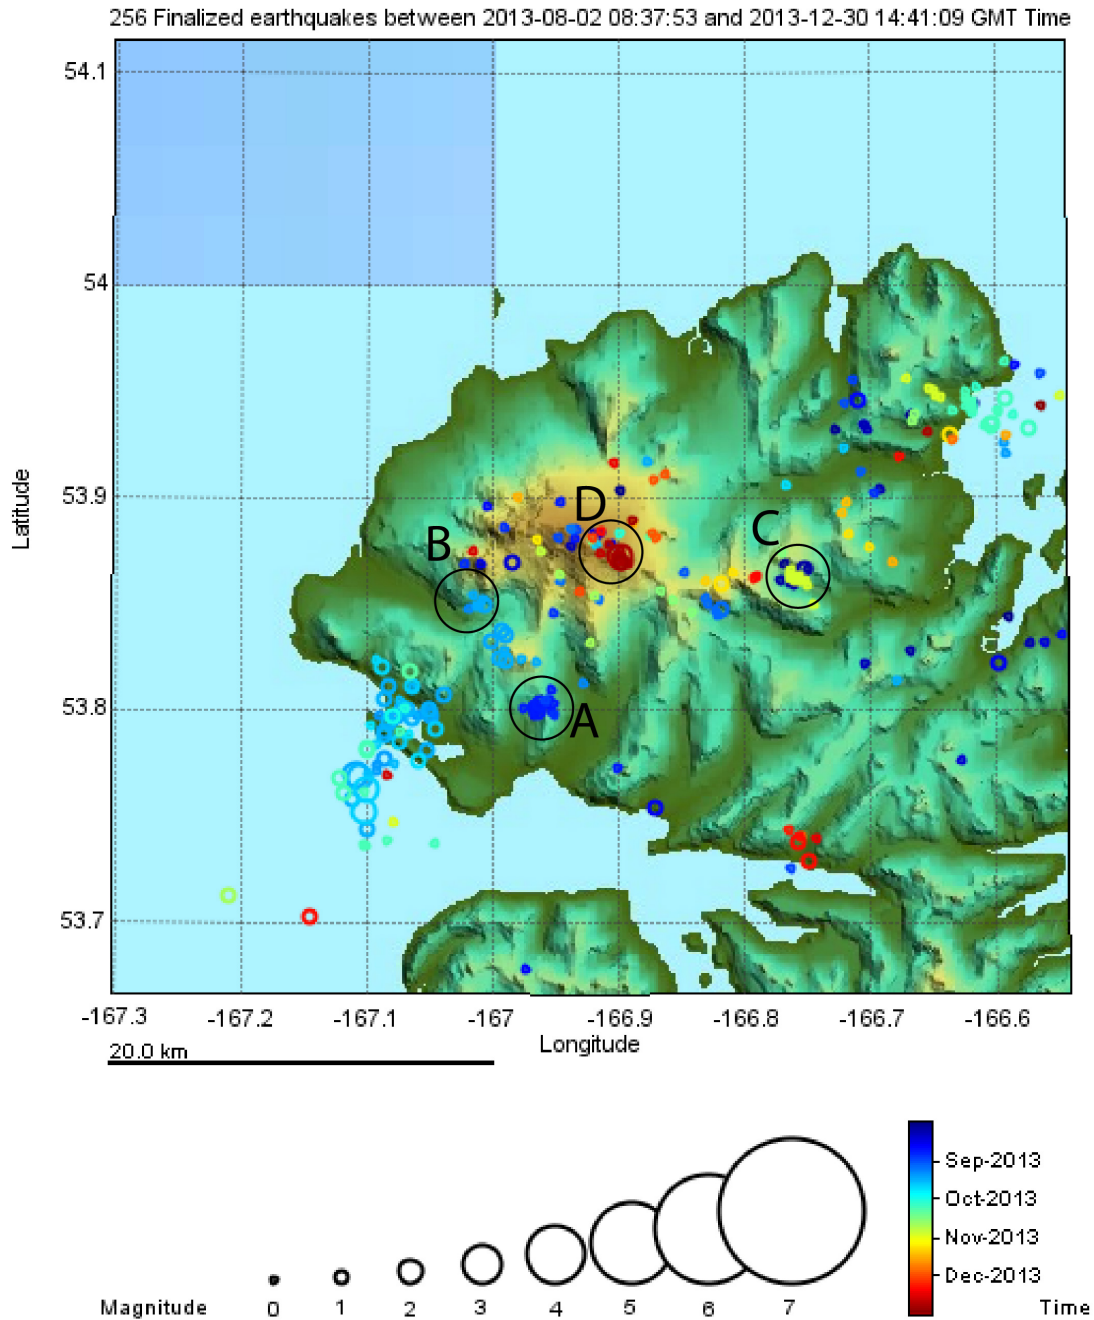 256 Finalized earthquakes between 2013-08-02 08:37:53 and 2013-12-30 14:41:09 GMT Time
54.1
54
53.9
53.8
53.7
Latitude
D
B
C
A
-167.3 -167.2 -167.1 -167 -166.9 -166.8 -166.7 -166.6
Longitude
20.0 km
Sep-2013
Oct-2013
Nov-2013
Dec-2013
Magnitude 0 1 2 3 4 5 6 7 Time